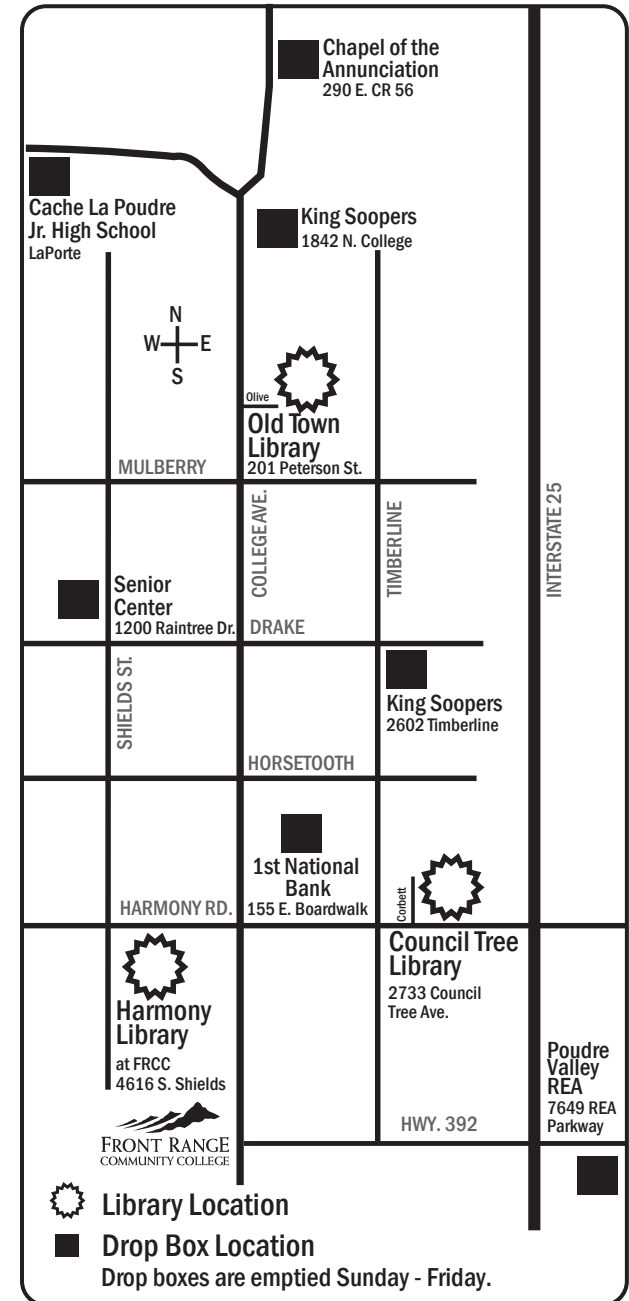 Chapel of the
Annunciation
290 E. CR 56
Cache La Poudre
Jr. High School
LaPorte
King Soopers
1842 N. College
N
W E
S
Olive
Old Town
Library
201 Peterson St.
MULBERRY
COLLEGE AVE.
TIMBERLINE
INTERSTATE 25
Senior
Center
1200 Raintree Dr.
DRAKE
SHIELDS ST.
King Soopers
2602 Timberline
HORSETOOTH
1st National
Bank
155 E. Boardwalk
Corbett
HARMONY RD.
Council Tree
Library
2733 Council
Tree Ave.
Harmony
Library
at FRCC
4616 S. Shields
Poudre
Valley
REA
7649 REA
Parkway
HWY. 392
FRONT RANGE
COMMUNITY COLLEGE
Library Location
Drop Box Location
Drop boxes are emptied Sunday - Friday.